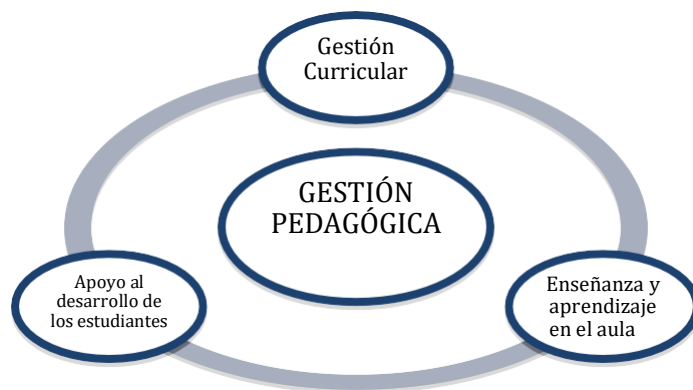 Gestión
Curricular
GESTIÓN
PEDAGÓGICA
Apoyo al
desarrollo de
los estudiantes
Enseñanza y
aprendizaje
en el aula